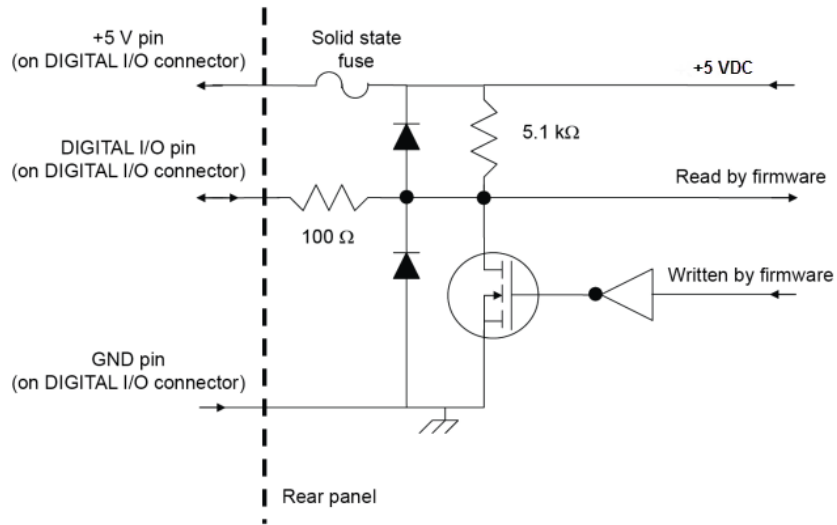 +5 V pin
(on DIGITAL I/O connector)
Solid state
fuse
+5 VDC
5.1 kΩ
DIGITAL I/O pin
(on DIGITAL I/O connector)
Read by firmware
100 Ω
Written by firmware
GND pin
(on DIGITAL I/O connector)
Rear panel